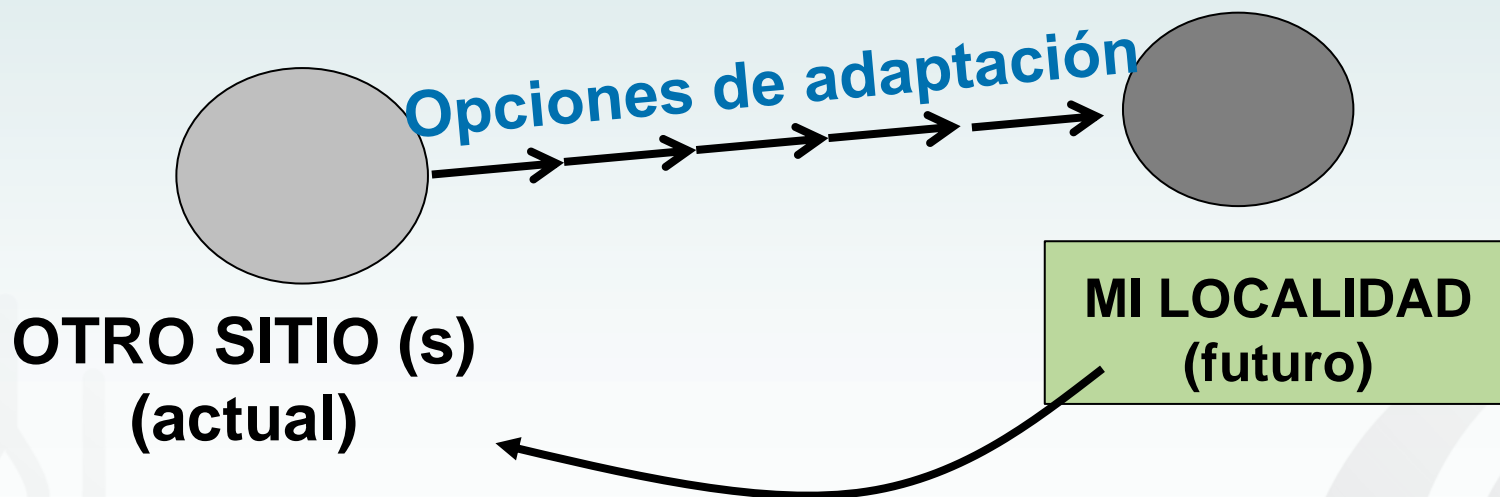 Opciones de adaptación
OTRO SITIO (s)
(actual)
MI LOCALIDAD
(futuro)